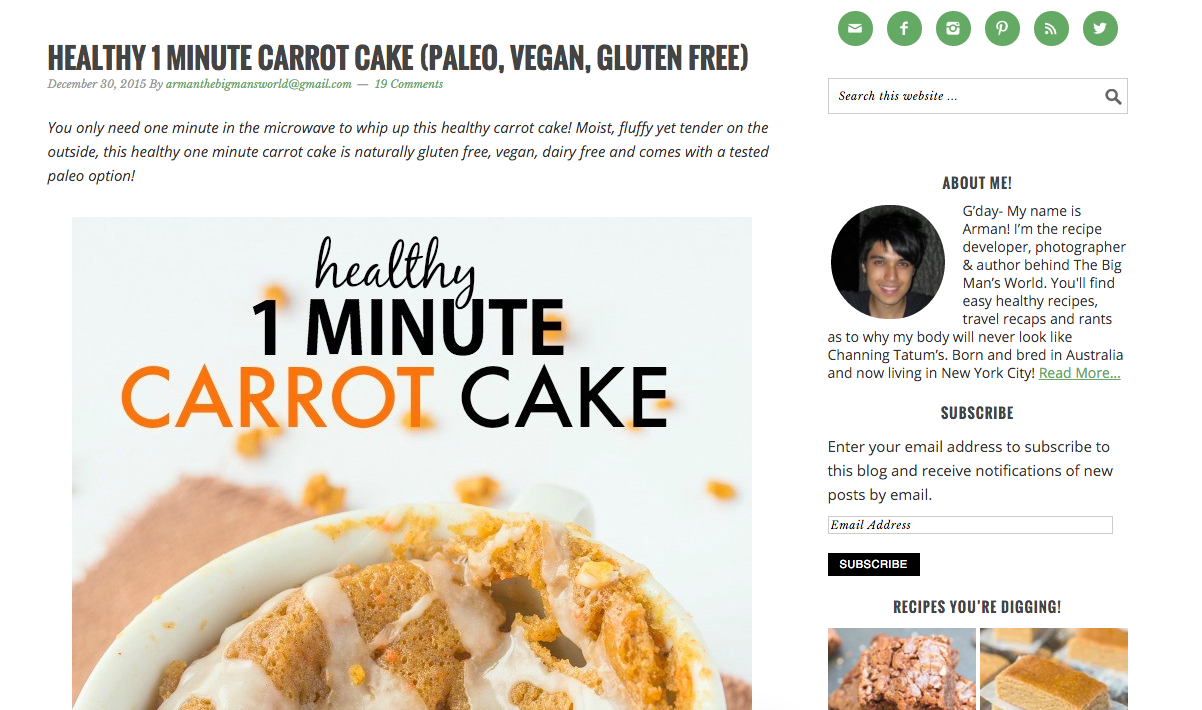 HEALTHY 1 MINUTE CARROT CAKE (PALEO, VEGAN, GLUTEN FREE)
December 30, 2015 By armanthebigmansworld@gmail.com — 19 Comments
You only need one minute in the microwave to whip up this healthy carrot cake! Moist, fluffy yet tender on the
outside, this healthy one minute carrot cake is naturally gluten free, vegan, dairy free and comes with a tested
paleo option!
healthy
1 MINUTE
CARROT CAKE
Search this website ...
ABOUT ME!
G'day- My name is
Arman! I'm the recipe
developer, photographer
& author behind The Big
Man's World. You'll find
easy healthy recipes,
travel recaps and rants
as to why my body will never look like
Channing Tatum's. Born and bred in Australia
and now living in New York City! Read More...
SUBSCRIBE
Enter your email address to subscribe to
this blog and receive notifications of new
posts by email.
Email Address
SUBSCRIBE
RECIPES YOU'RE DIGGING!